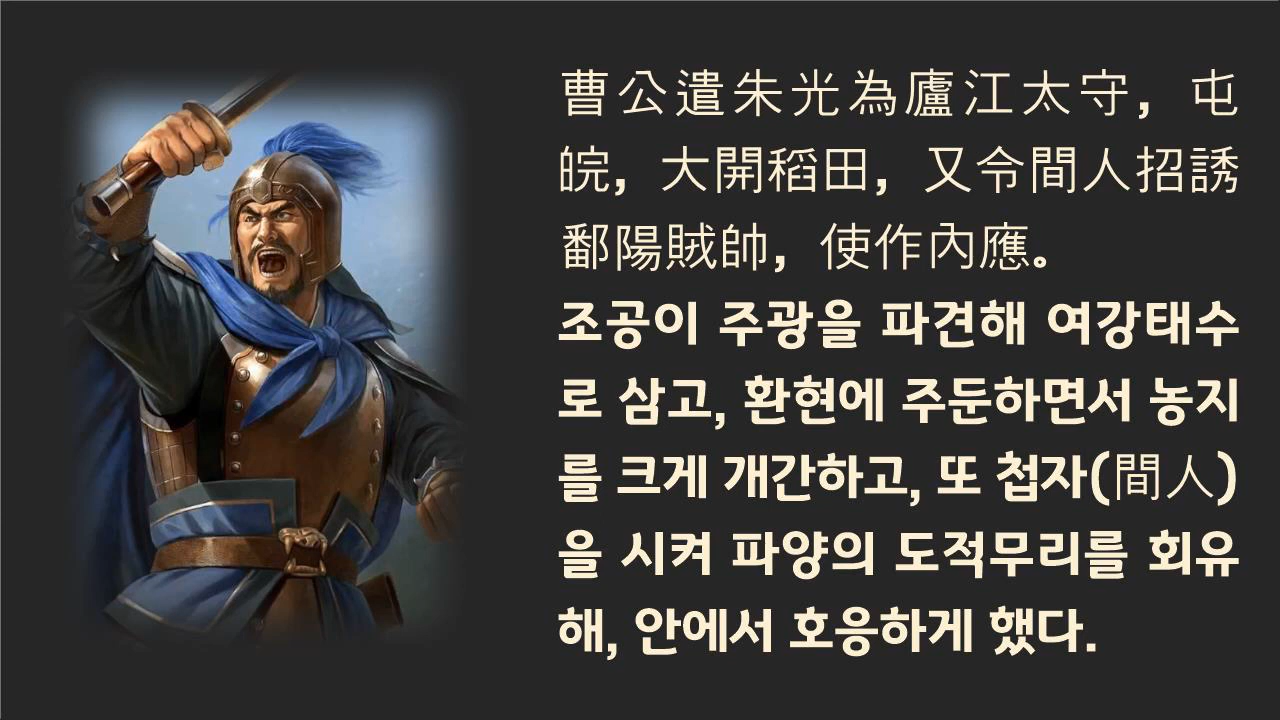 曹公遣朱光為廬江太守，屯
皖，大開稻田，又令間人招誘
鄱陽賊帥，使作內應。
조공이 주광을 파견해 여강태수
로 삼고, 환현에 주둔하면서 농지
를 크게 개간하고, 또 첩자(間人)
을 시켜 파양의 도적무리를 회유
해, 안에서 호응하게 했다.